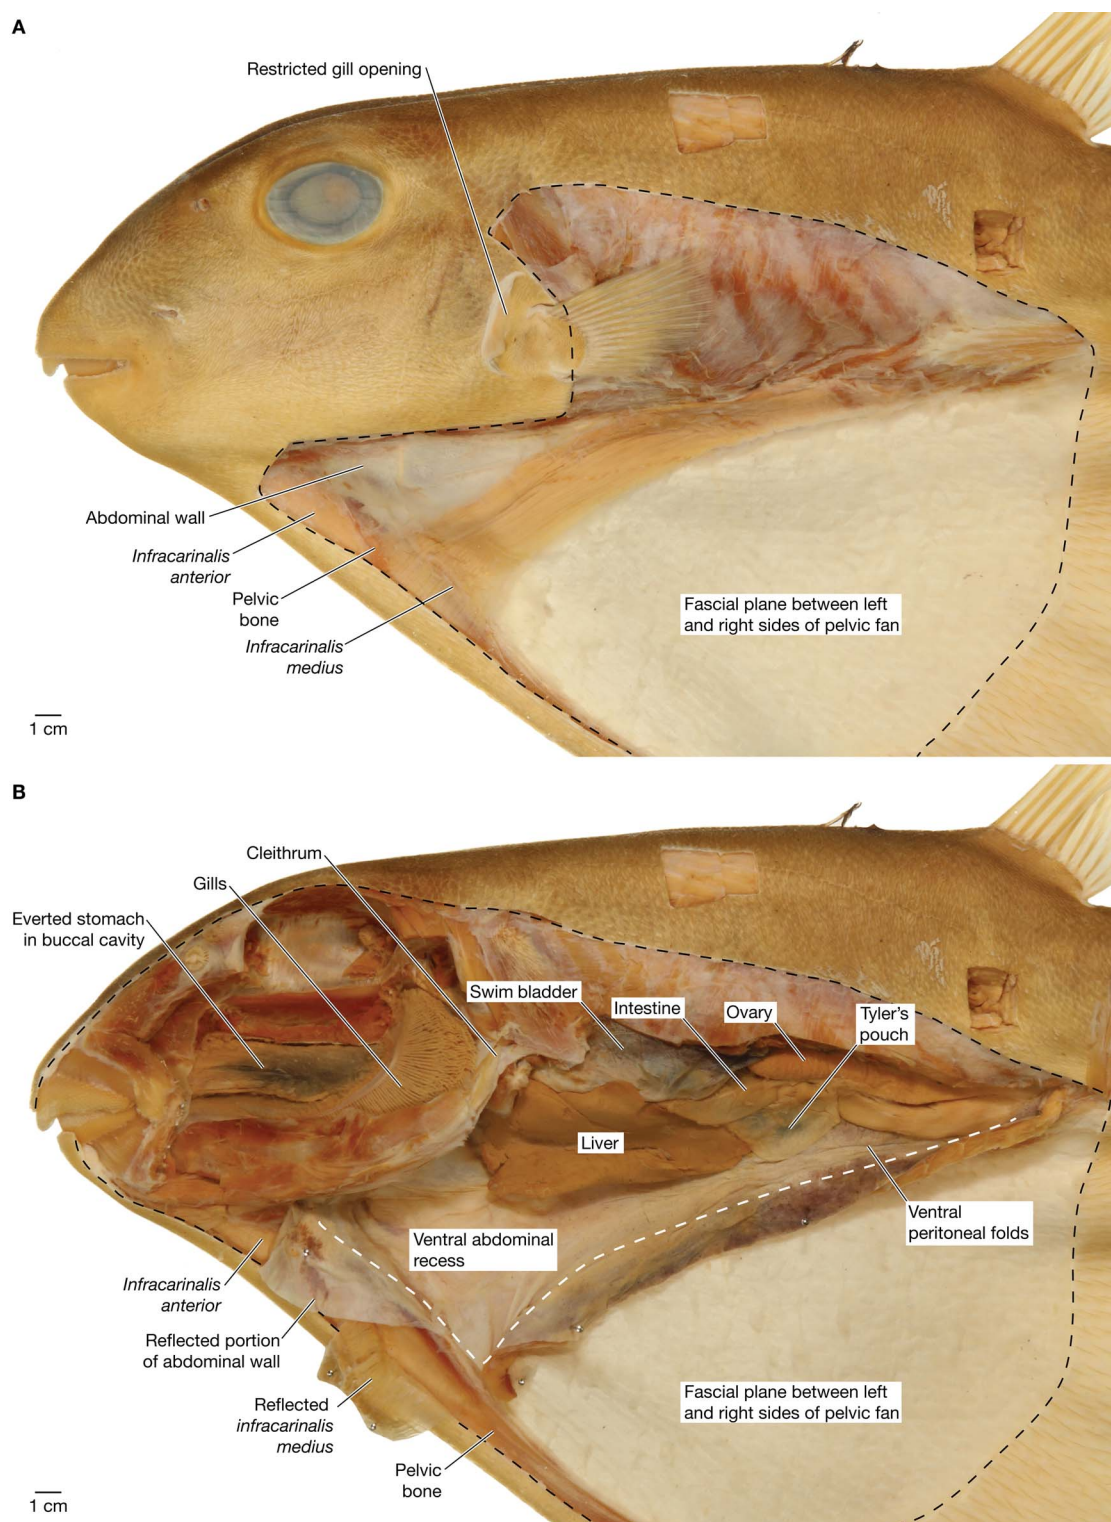 A
Restricted gill opening
Abdominal wall
Infracarinalis
anterior
Pelvic
bone
Infracarinalis
medius
Fascial plane between left
and right sides of pelvic fan
1 cm
B
Cleithrum
Gills
Everted stomach
in buccal cavity
Swim bladder
Intestine
Ovary
Tyler's
pouch
Liver
Ventral
peritoneal folds
Ventral abdominal
recess
Infracarinalis
anterior
Reflected portion
of abdominal wall
Reflected
infracarinalis
medius
Fascial plane between left
and right sides of pelvic fan
Pelvic
bone
1 cm